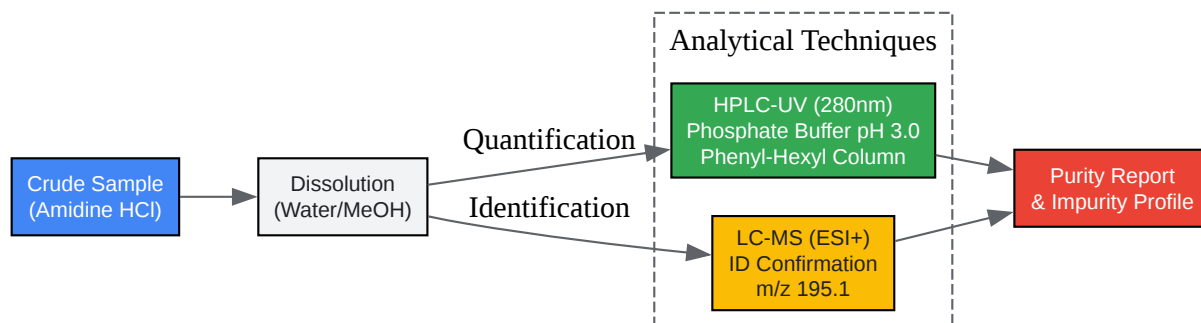 Analytical Techniques
Crude Sample
(Amidine HCl)
Dissolution
(Water/MeOH)
Quantification
Identification
HPLC-UV (280nm)
Phosphate Buffer pH 3.0
Phenyl-Hexyl Column
LC-MS (ESI+)
ID Confirmation
m/z 195.1
Purity Report
& Impurity Profile